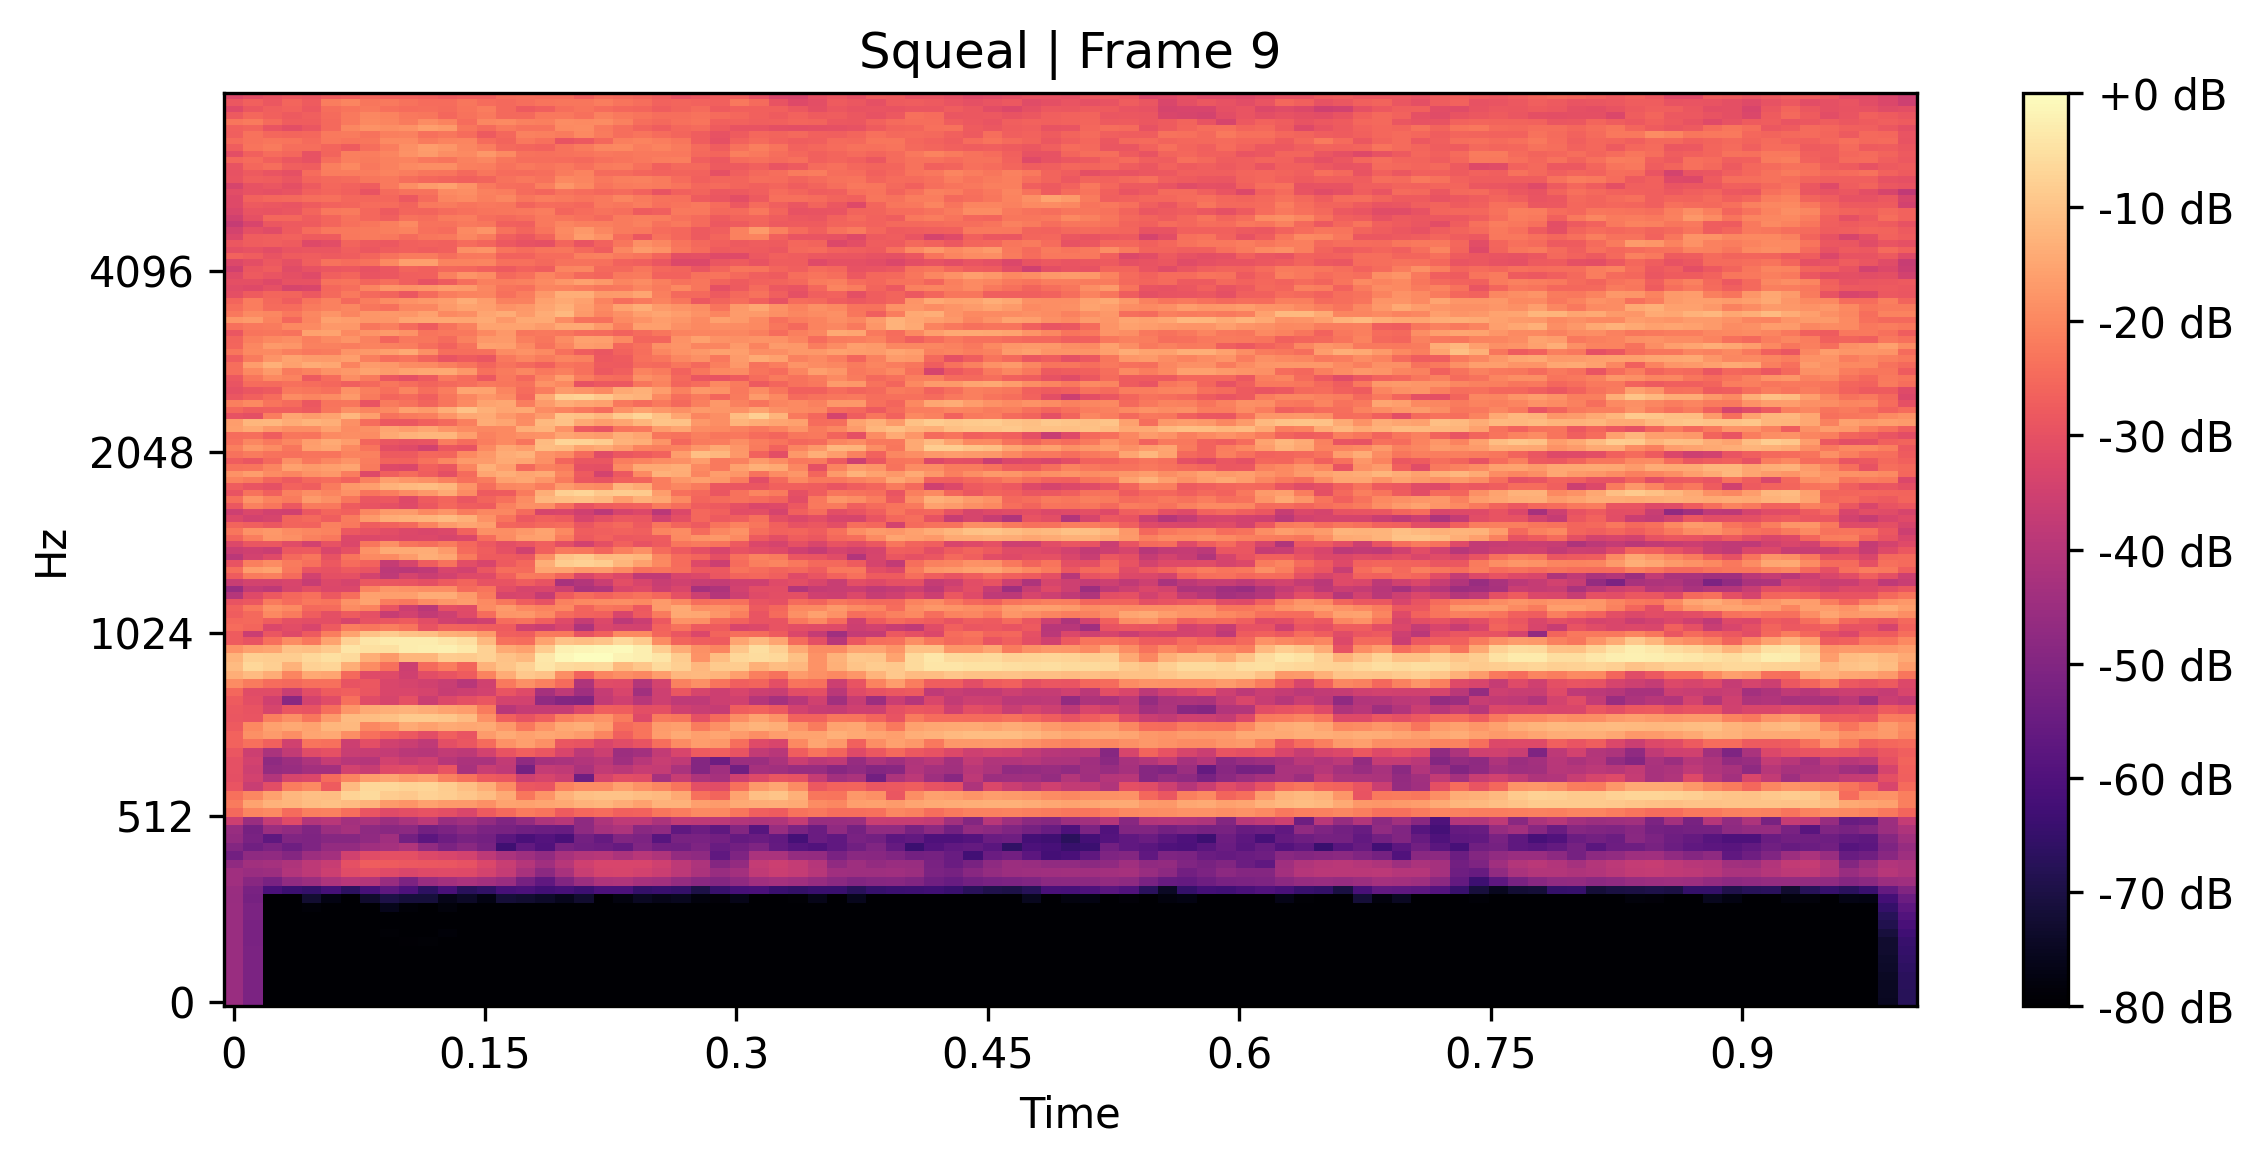 Squeal | Frame 9
+0 dB
-10 dB
-20 dB
-30 dB
-40 dB
-50 dB
-60 dB
-70 dB
-80 dB
Hz
4096
2048
1024
512
0
0 0.15 0.3 0.45 0.6 0.75 0.9
Time